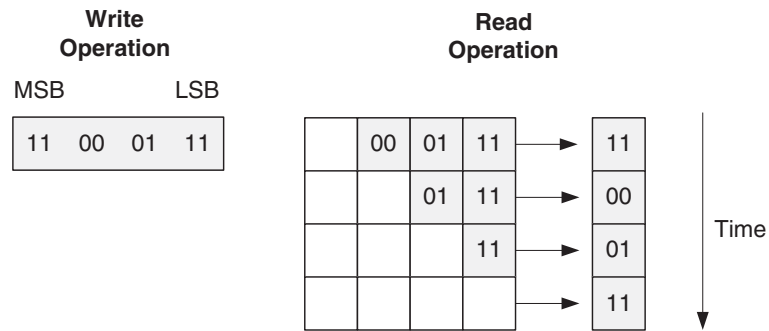 Write
Operation
MSB LSB
11 00 01 11
Read
Operation
00 01 11 11
01 11 00
11 01
11
Time